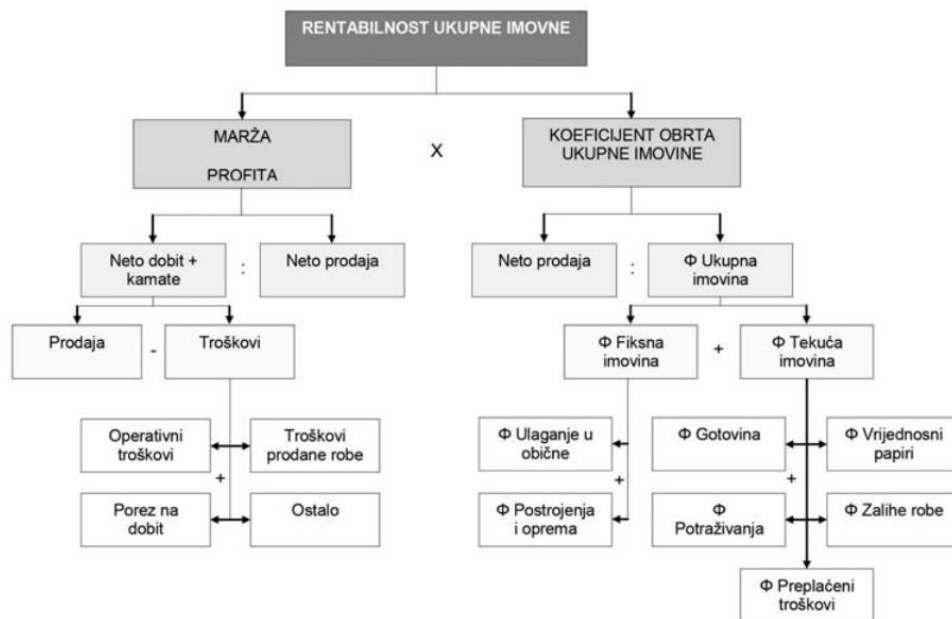 RENTABILNOST UKUPNE IMOVNE
MARŽA
PROFITA
X
KOEFICIJENT OBRTA
UKUPNE IMOVINE
Neto dobit +
kamate
:
Neto prodaja
Neto prodaja
:
Φ Ukupna
imovina
Prodaja
-
Troškovi
Φ Fiksna
imovina
+
Φ Tekuća
imovina
Operativni
troškovi
Troškovi
prodane robe
+
Porez na
dobit
Ostalo
Φ Ulaganje u
obične
+
Φ Postrojenja
i oprema
Φ Gotovina
Φ Vrijednosni
papiri
+
Φ
Potraživanja
Φ Zalihe robe
Φ Preplaćeni
troškovi